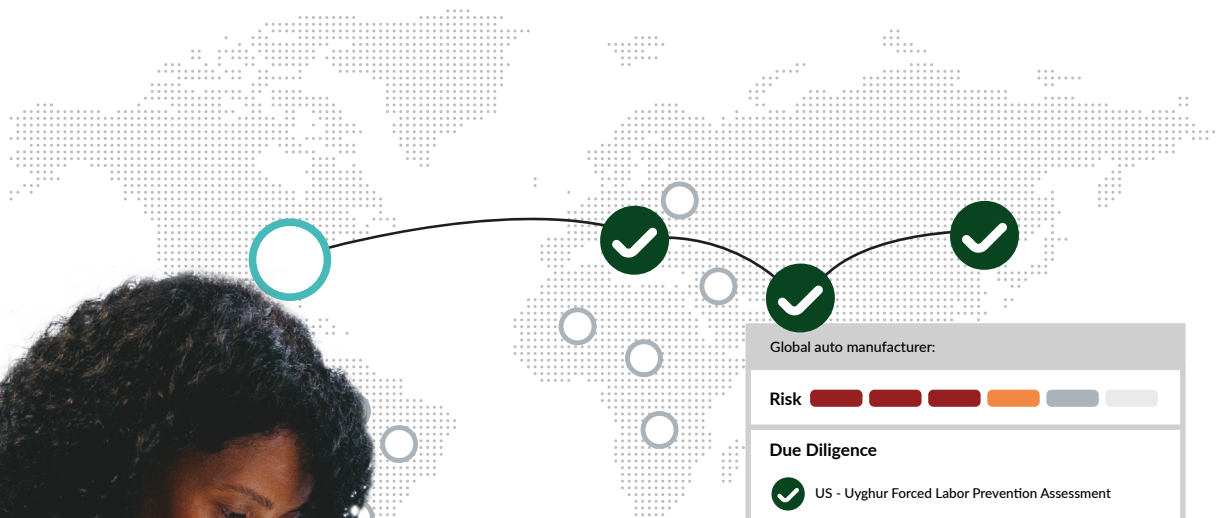 Global auto manufacturer:
Risk
Due Diligence
US - Uyghur Forced Labor Prevention Assessment